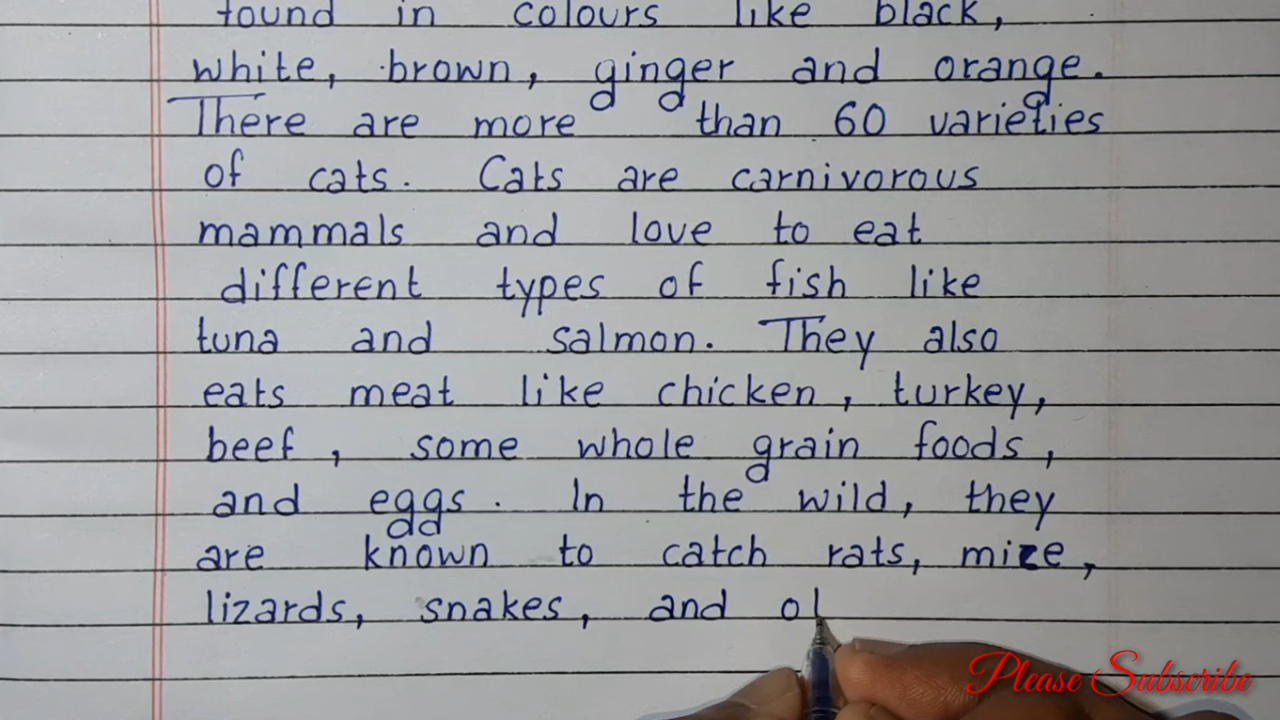 found in colours like black,
white, brown, ginger and orange.
There are more than 60 varieties
of cats. Cats are carnivorous
mammals and love to eat
different types of fish like
tuna and salmon. They also
eats meat like chicken, turkey,
beef, some whole grain foods,
and eggs. In the wild, they
are known to catch rats, mice,
lizards, snakes, and ol
Please Subscribe